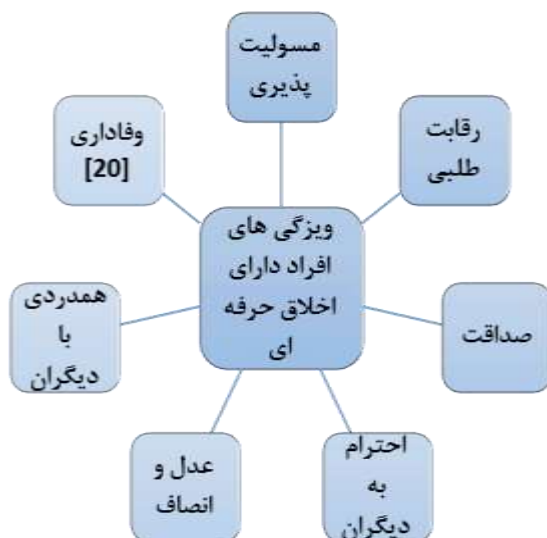 مسولیت
پذیری
رقابت
طلبی
صداقت
احترام
به
دیگران
عدل و
انصاف
همدردی
با
دیگران
وفاداری
[20]
ویزگی های
افراد دارای
اخلاق حرفه
ای